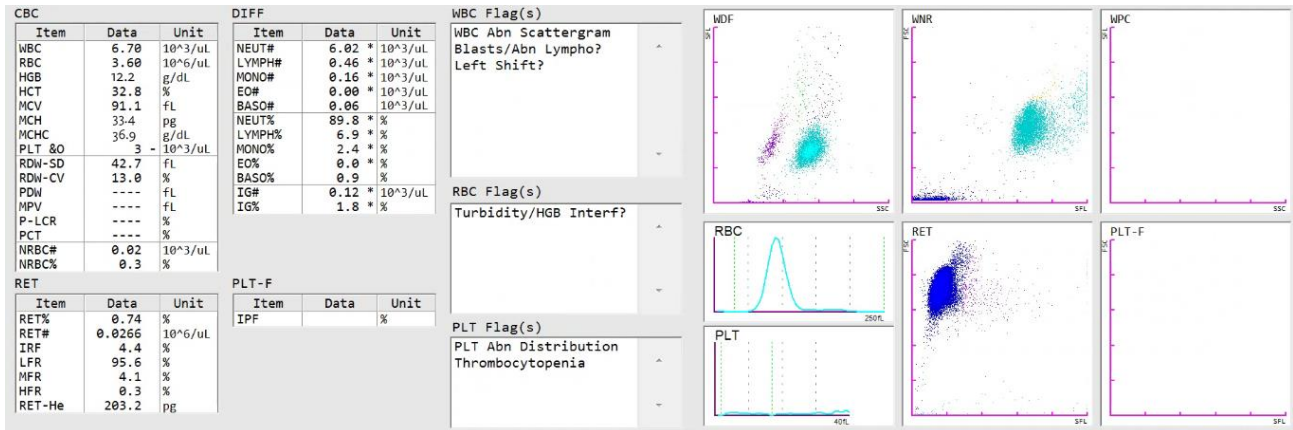 CBC
Item Data Unit
WBC 6.70 10^3/uL
RBC 3.60 10^6/uL
HGB 12.2 g/dL
HCT 32.8 %
MCV 91.1 fL
MCH 33.4 pg
MCHC 36.9 g/dL
PLT &O 3 - 10^3/uL
RDW-SD 42.7 fL
RDW-CV 13.0 %
PDW ---- fL
MPV ---- fL
P-LCR ---- %
PCT ---- %
NRBC# 0.02 10^3/uL
NRBC% 0.3 %
RET
Item Data Unit
RET% 0.74 %
RET# 0.0266 10^6/uL
IRF 4.4 %
LFR 95.6 %
MFR 4.1 %
HFR 0.3 %
RET-He 203.2 pg
DIFF
Item Data Unit
NEUT# 6.02 * 10^3/uL
LYMPH# 0.46 * 10^3/uL
MONO# 0.16 * 10^3/uL
EO# 0.00 * 10^3/uL
BASO# 0.06 10^3/uL
NEUT% 89.8 * %
LYMPH% 6.9 * %
MONO% 2.4 * %
EO% 0.0 * %
BASO% 0.9 %
IG# 0.12 * 10^3/uL
IG% 1.8 * %
PLT-F
Item Data Unit
IPF %
WBC Flag(s)
WBC Abn Scattergram
Blasts/Abn Lympho?
Left Shift?
RBC Flag(s)
Turbidity/HGB Interf?
PLT Flag(s)
PLT Abn Distribution
Thrombocytopenia
WDF
SFL
SSC
WNR
FSC
SFL
WPC
FSC
SSC
RBC
250fL
RET
FSC
SFL
PLT-F
FSC
SFL
PLT
40fL